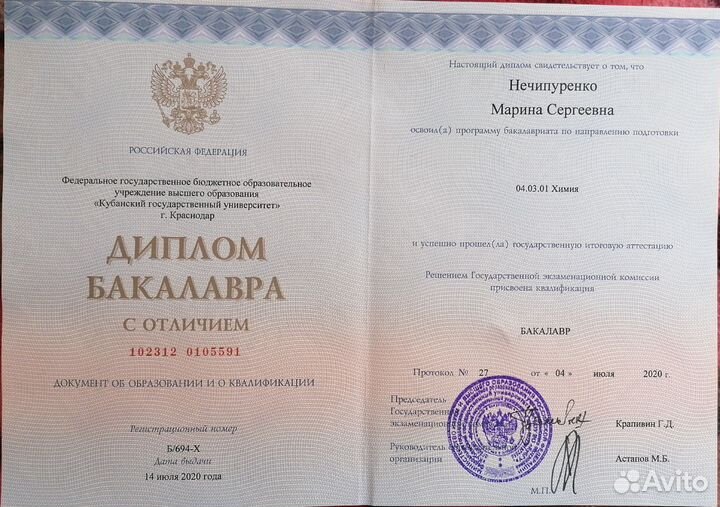 РОССИЙСКАЯ ФЕДЕРАЦИЯ
Федеральное государственное бюджетное образовательное
учреждение высшего образования
«Кубанский государственный университет»
г. Краснодар
ДИПЛОМ
БАКАЛАВРА
С ОТЛИЧИЕМ
102312 0105591
ДОКУМЕНТ ОБ ОБРАЗОВАНИИ И О КВАЛИФИКАЦИИ
Регистрационный номер
Б/694-Х
Дата выдачи
14 июля 2020 года
Настоящий диплом свидетельствует о том, что
Нечипуренко
Марина Сергеевна
освоил(а) программу бакалавриата по направлению подготовки
04.03.01 Химия
и успешно прошел(ла) государственную итоговую аттестацию
Решением Государственной экзаменационной комиссии
присвоена квалификация
БАКАЛАВР
Протокол № 27 от « 04 » июля 2020 г.
Председатель
Государственной
экзаменационной
Крапивин Г.Д.
Руководитель
организации
Астапов М.Б.
М.П.
Avito